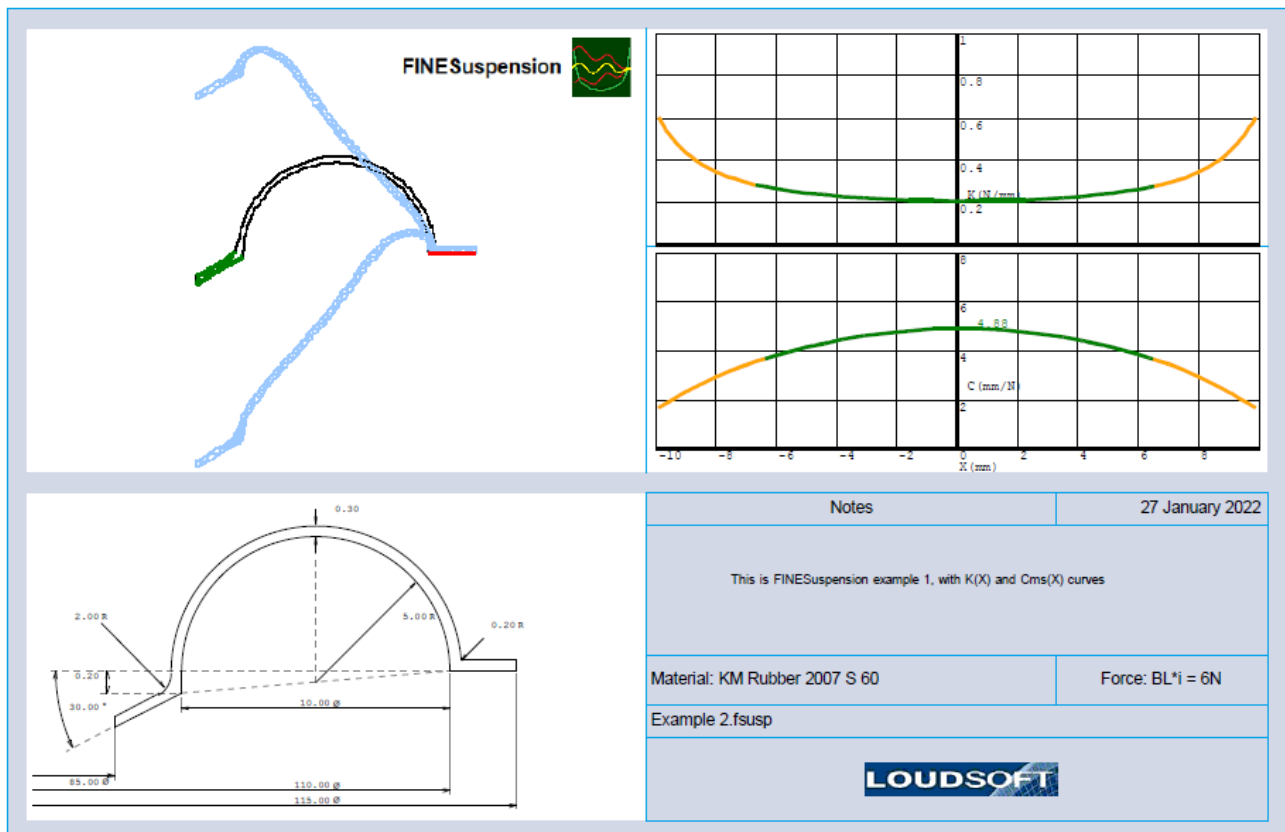 FINESuspension
1
0.8
0.6
0.4
K(N/mm)
0.2
8
6
4.88
4
C(mm/N)
2
-10 -8 -6 -4 -2 0 2 4 6 8
X(mm)
0.30
2.00R
5.00R
0.20R
0.20
30.00°
10.00 Ø
85.00 Ø
110.00 Ø
115.00 Ø
Notes
27 January 2022
This is FINESuspension example 1, with K(X) and Cms(X) curves
Material: KM Rubber 2007 S 60
Force: BL*i = 6N
Example 2.fsusp
LOUDSOFT